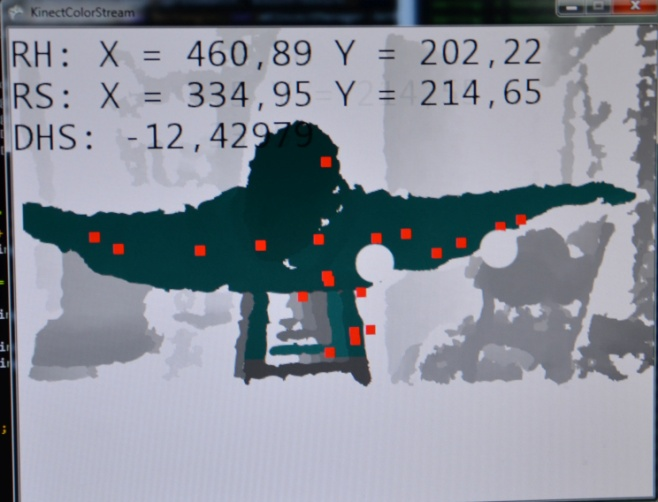 KinectColorStream
RH: X = 460,89 Y = 202,22
RS: X = 334,95 Y = 214,65
DHS: -12,42979